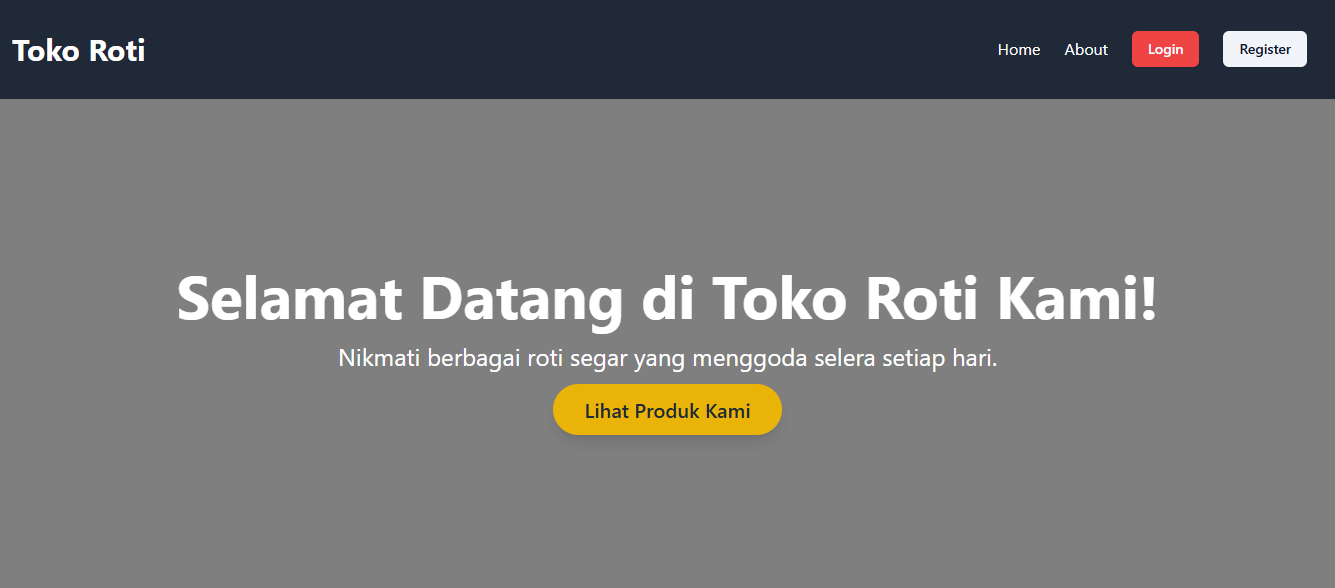 Toko Roti
Home
About
Login
Register
Selamat Datang di Toko Roti Kami!
Nikmati berbagai roti segar yang menggoda selera setiap hari.
Lihat Produk Kami